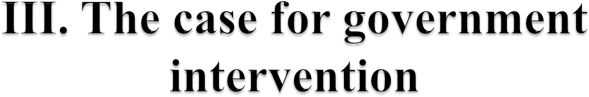 III. The case for government
intervention